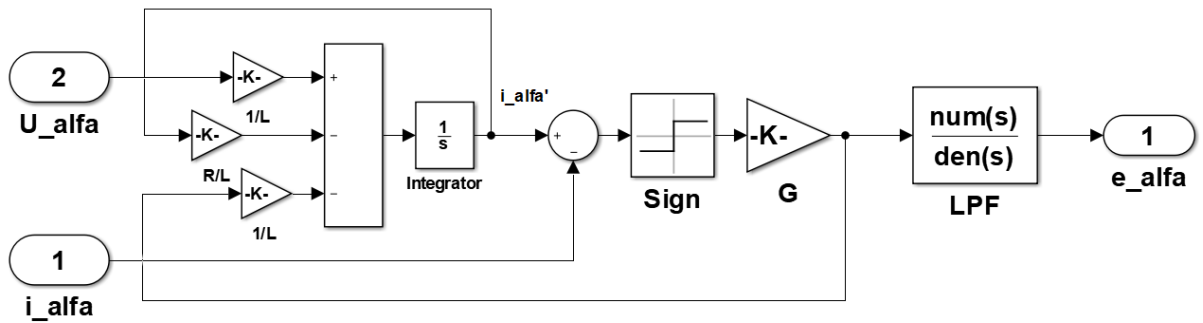 2
U_alfa
-K-
1/L
-K-
R/L
-K-
1/L
+
−
−
1
s
Integrator
i_alfa'
+
−
Sign
-K-
G
num(s)
den(s)
LPF
1
e_alfa
1
i_alfa